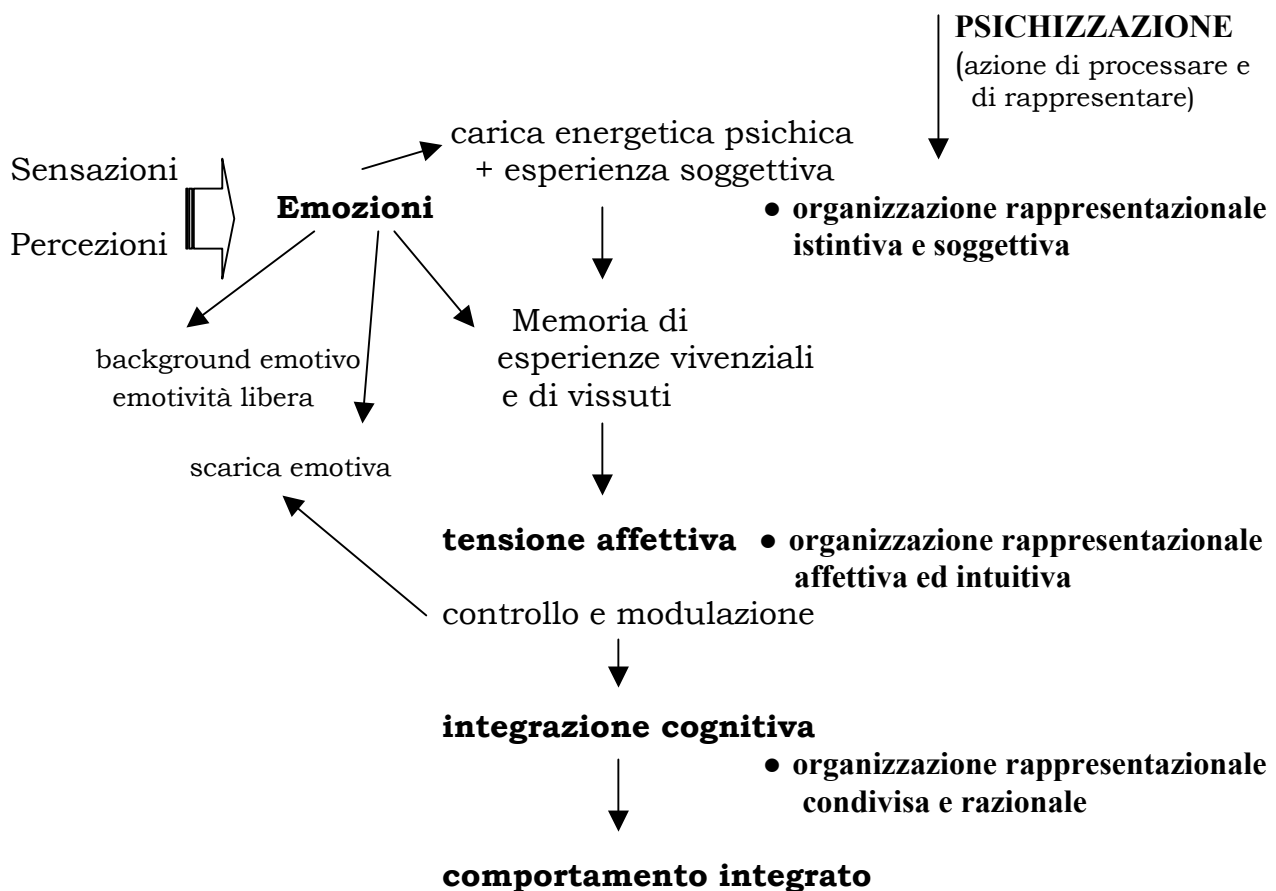 PSICHIZZAZIONE
(azione di processare e
di rappresentare)
carica energetica psichica
+ esperienza soggettiva
Sensazioni
Emozioni
Percezioni
● organizzazione rappresentazionale
istintiva e soggettiva
Memoria di
esperienze vivenziali
e di vissuti
background emotivo
emotività libera
scarica emotiva
tensione affettiva
● organizzazione rappresentazionale
affettiva ed intuitiva
controllo e modulazione
integrazione cognitiva
● organizzazione rappresentazionale
condivisa e razionale
comportamento integrato